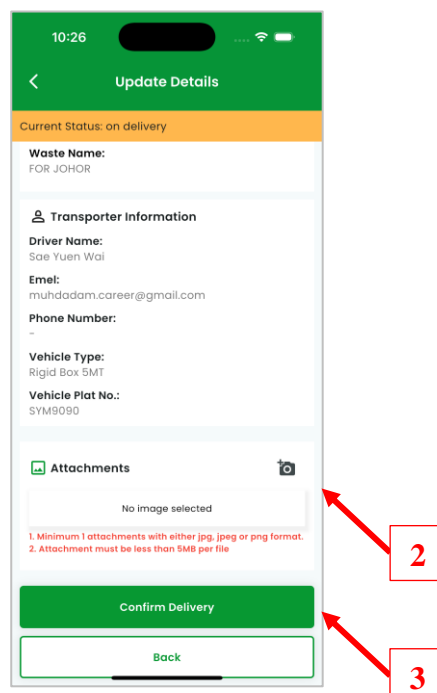 10:26
Update Details
Current Status: on delivery
Waste Name:
FOR JOHOR
Transporter Information
Driver Name:
Sae Yuen Wai
Emel:
muhdadam.career@gmail.com
Phone Number:
-
Vehicle Type:
Rigid Box 5MT
Vehicle Plat No.:
SYM9090
Attachments
No image selected
1. Minimum 1 attachments with either jpg, jpeg or png format.
2. Attachment must be less than 5MB per file
2
Confirm Delivery
Back
3